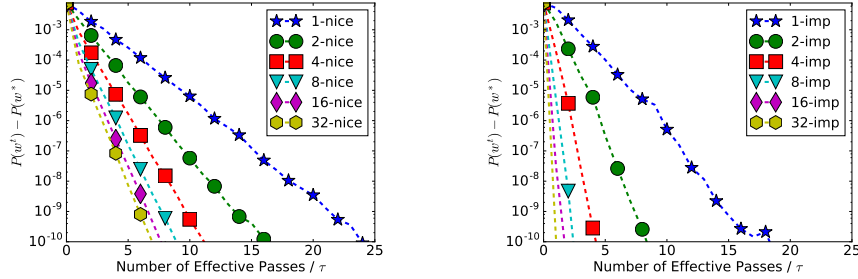 10^{-3}
10^{-4}
10^{-5}
10^{-6}
10^{-7}
10^{-8}
10^{-9}
10^{-10}
P(w^t) − P(w^*)
0 5 10 15 20 25
Number of Effective Passes / τ
1-nice
2-nice
4-nice
8-nice
16-nice
32-nice
10^{-3}
10^{-4}
10^{-5}
10^{-6}
10^{-7}
10^{-8}
10^{-9}
10^{-10}
P(w^t) − P(w^*)
0 5 10 15 20 25
Number of Effective Passes / τ
1-imp
2-imp
4-imp
8-imp
16-imp
32-imp